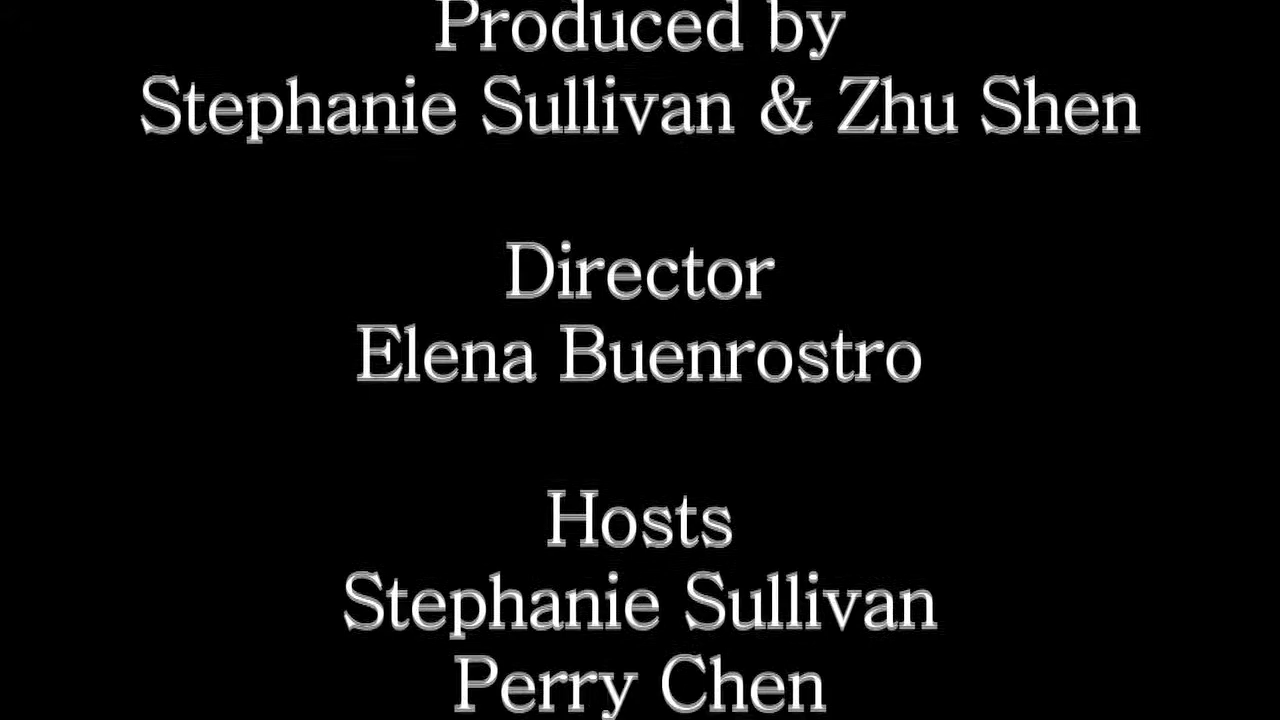 Produced by
Stephanie Sullivan & Zhu Shen
Director
Elena Buenrostro
Hosts
Stephanie Sullivan
Perry Chen